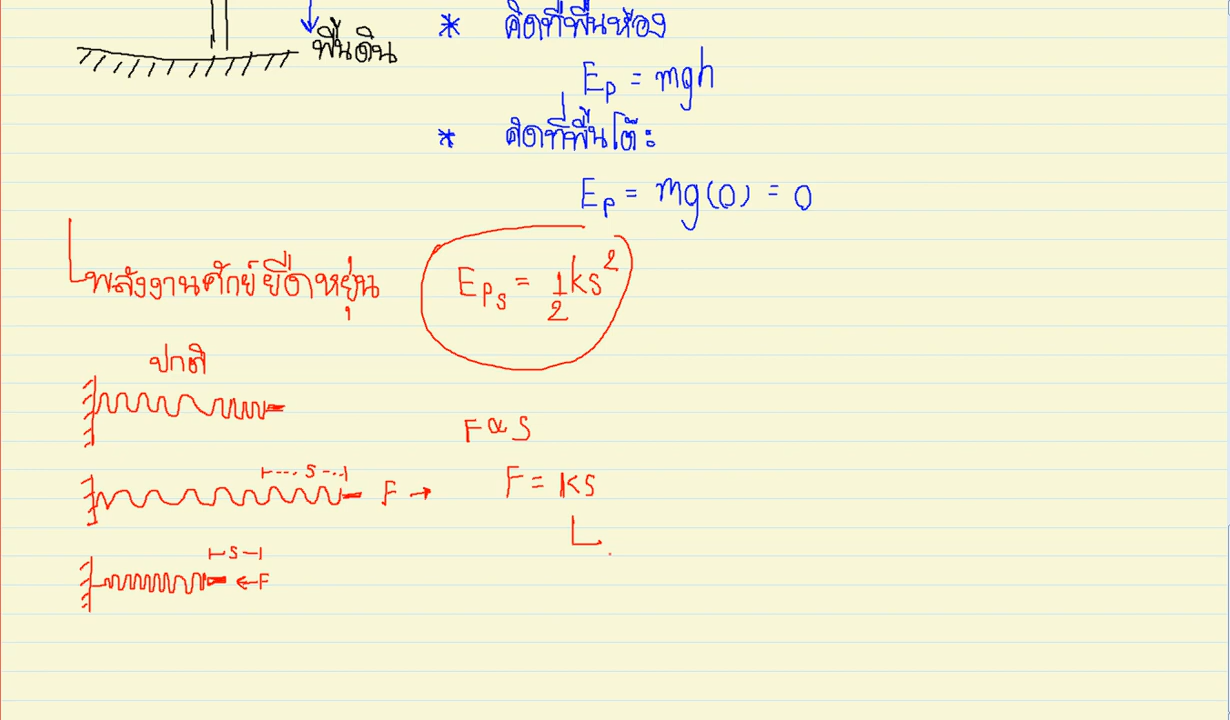 * คิดที่พื้นห้อง
พื้นดิน
Ep = mgh
* คิดที่พื้นโต๊ะ
Ep = mg(0) = 0
พลังงานศักย์ยืดหยุ่น
Eps = 1/2 ks²
ปกติ
F ∝ S
S
F →
F = ks
S
← F